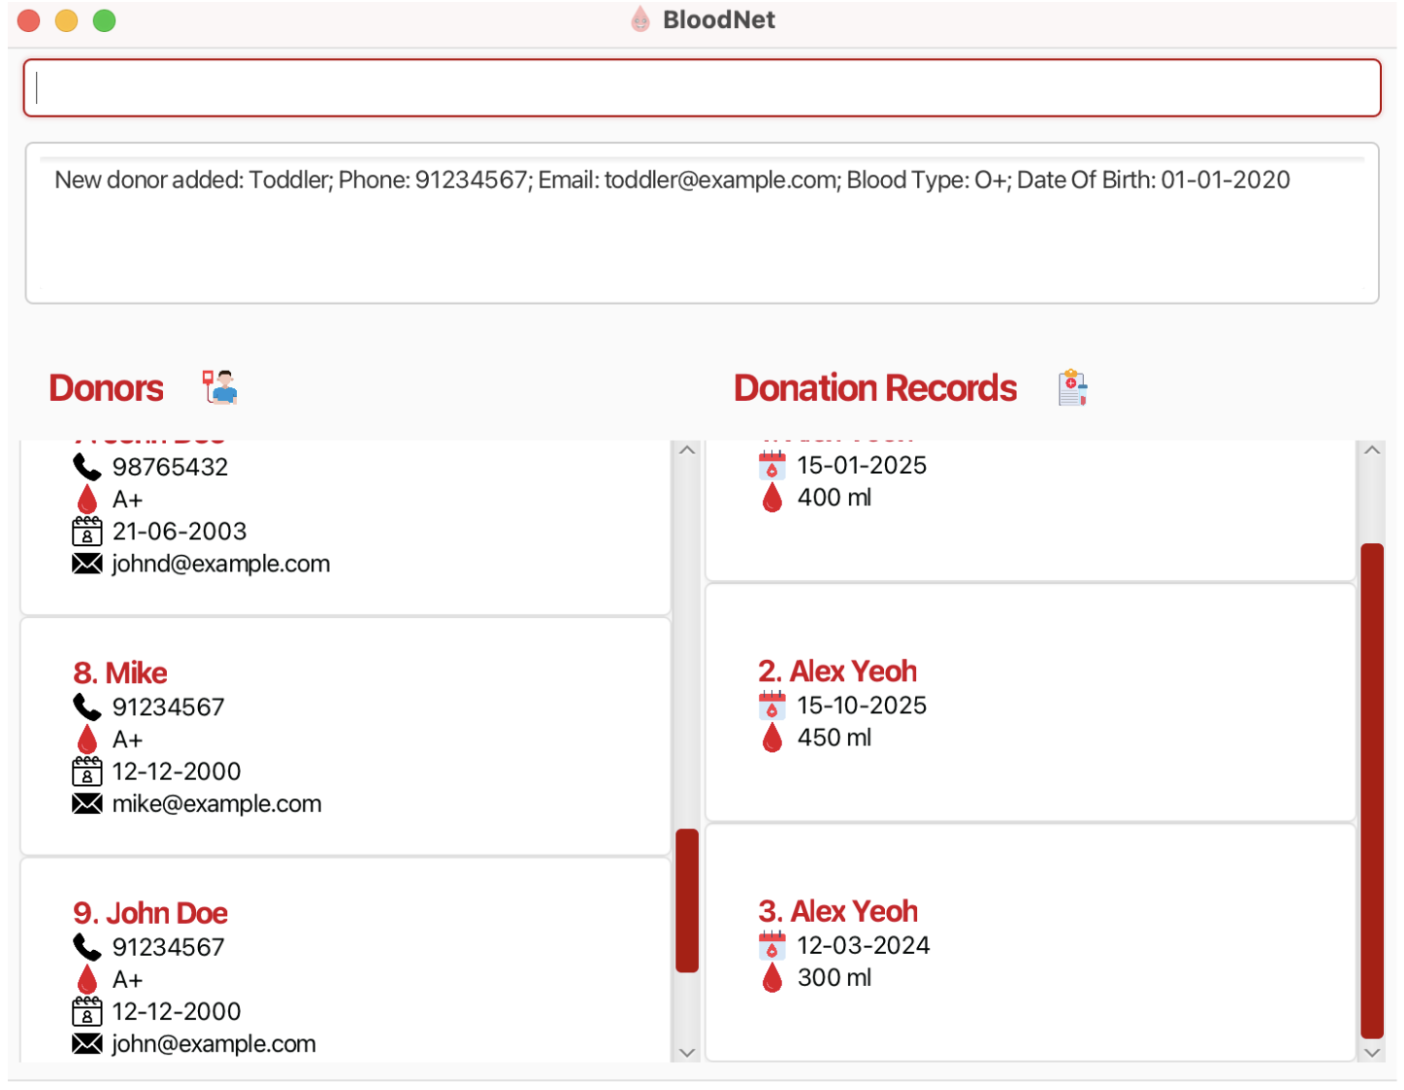 BloodNet
New donor added: Toddler; Phone: 91234567; Email: toddler@example.com; Blood Type: O+; Date Of Birth: 01-01-2020
Donors
Donation Records
98765432
A+
21-06-2003
johnd@example.com
8. Mike
91234567
A+
12-12-2000
mike@example.com
9. John Doe
91234567
A+
12-12-2000
john@example.com
15-01-2025
400 ml
2. Alex Yeoh
15-10-2025
450 ml
3. Alex Yeoh
12-03-2024
300 ml